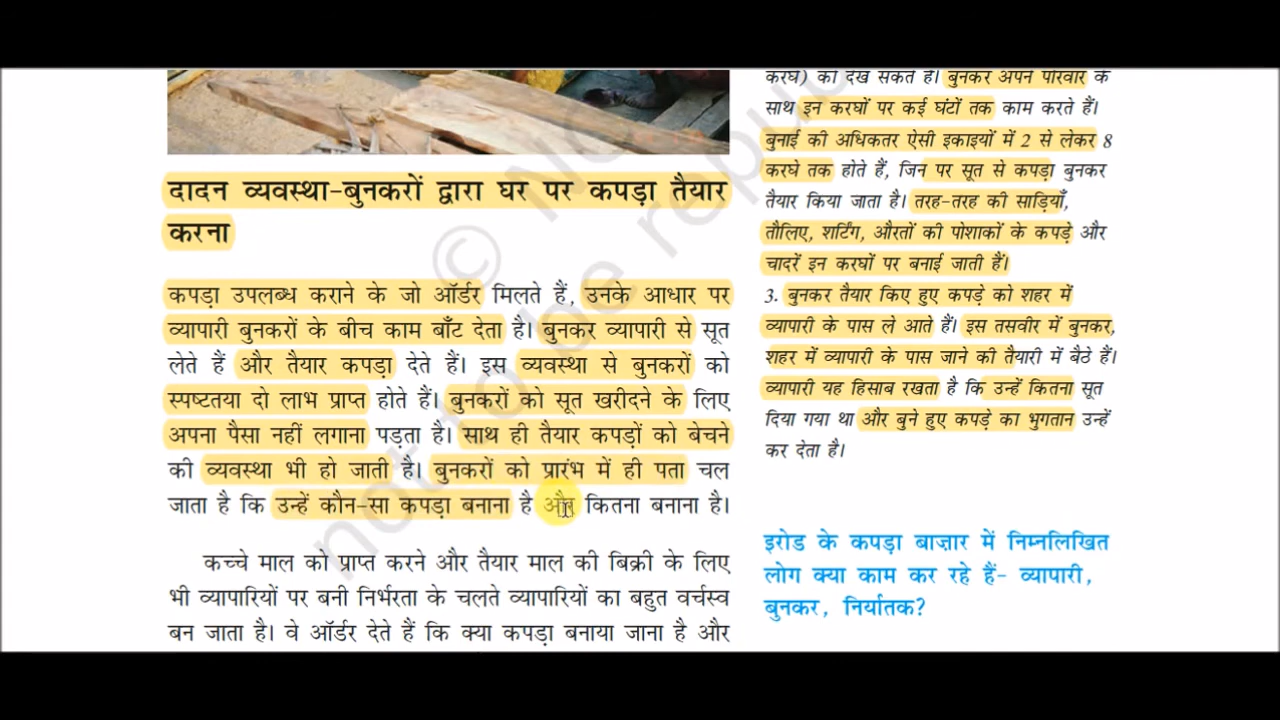 दादन व्यवस्था-बुनकरों द्वारा घर पर कपड़ा तैयार
करना
कपड़ा उपलब्ध कराने के जो ऑर्डर मिलते हैं, उनके आधार पर
व्यापारी बुनकरों के बीच काम बाँट देता है। बुनकर व्यापारी से सूत
लेते हैं और तैयार कपड़ा देते हैं। इस व्यवस्था से बुनकरों को
स्पष्टतया दो लाभ प्राप्त होते हैं। बुनकरों को सूत खरीदने के लिए
अपना पैसा नहीं लगाना पड़ता है। साथ ही तैयार कपड़ों को बेचने
की व्यवस्था भी हो जाती है। बुनकरों को प्रारंभ में ही पता चल
जाता है कि उन्हें कौन-सा कपड़ा बनाना है और कितना बनाना है।
कच्चे माल को प्राप्त करने और तैयार माल की बिक्री के लिए
भी व्यापारियों पर बनी निर्भरता के चलते व्यापारियों का बहुत वर्चस्व
बन जाता है। वे ऑर्डर देते हैं कि क्या कपड़ा बनाया जाना है और
करघे) को देख सकते हैं। बुनकर अपने परिवार के
साथ इन करघों पर कई घंटों तक काम करते हैं।
बुनाई की अधिकतर ऐसी इकाइयों में 2 से लेकर 8
करघे तक होते हैं, जिन पर सूत से कपड़ा बुनकर
तैयार किया जाता है। तरह-तरह की साड़ियाँ,
तौलिए, शर्टिंग, औरतों की पोशाकों के कपड़े और
चादरें इन करघों पर बनाई जाती हैं।
3. बुनकर तैयार किए हुए कपड़े को शहर में
व्यापारी के पास ले आते हैं। इस तसवीर में बुनकर,
शहर में व्यापारी के पास जाने की तैयारी में बैठे हैं।
व्यापारी यह हिसाब रखता है कि उन्हें कितना सूत
दिया गया था और बुने हुए कपड़े का भुगतान उन्हें
कर देता है।
इरोड के कपड़ा बाज़ार में निम्नलिखित
लोग क्या काम कर रहे हैं- व्यापारी,
बुनकर, निर्यातक?
© N
not to be repu